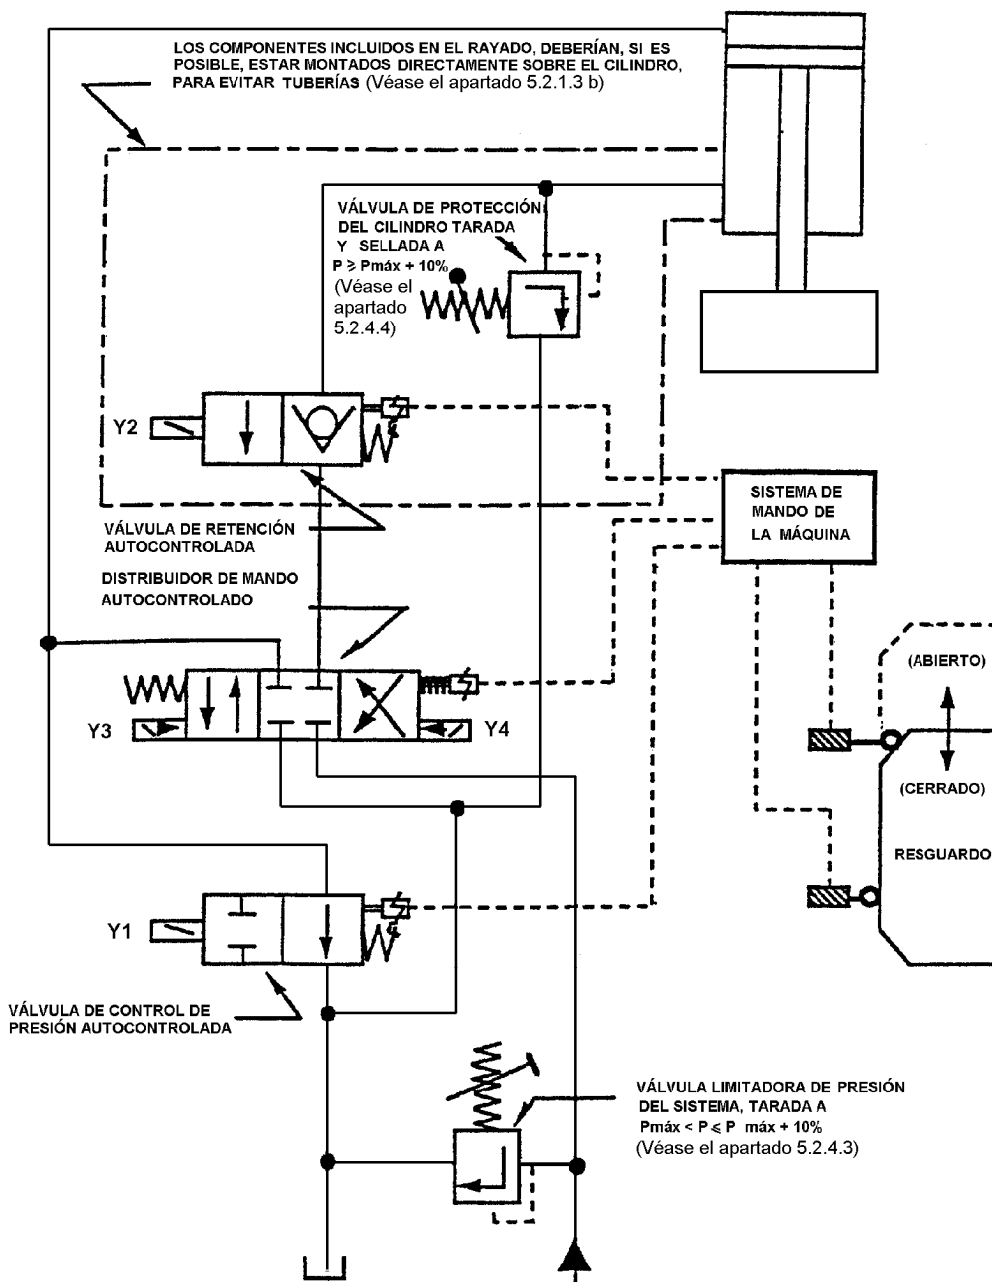 LOS COMPONENTES INCLUIDOS EN EL RAYADO, DEBERÍAN, SI ES
POSIBLE, ESTAR MONTADOS DIRECTAMENTE SOBRE EL CILINDRO,
PARA EVITAR TUBERÍAS (Véase el apartado 5.2.1.3 b)
VÁLVULA DE PROTECCIÓN
DEL CILINDRO TARADA
Y SELLADA A
P ⩾ Pmáx + 10%
(Véase el
apartado
5.2.4.4)
Y2
SISTEMA DE
MANDO DE
LA MÁQUINA
VÁLVULA DE RETENCIÓN
AUTOCONTROLADA
DISTRIBUIDOR DE MANDO
AUTOCONTROLADO
(ABIERTO)
Y3
Y4
(CERRADO)
RESGUARDO
Y1
VÁLVULA DE CONTROL DE
PRESIÓN AUTOCONTROLADA
VÁLVULA LIMITADORA DE PRESIÓN
DEL SISTEMA, TARADA A
Pmáx < P ⩽ P máx + 10%
(Véase el apartado 5.2.4.3)